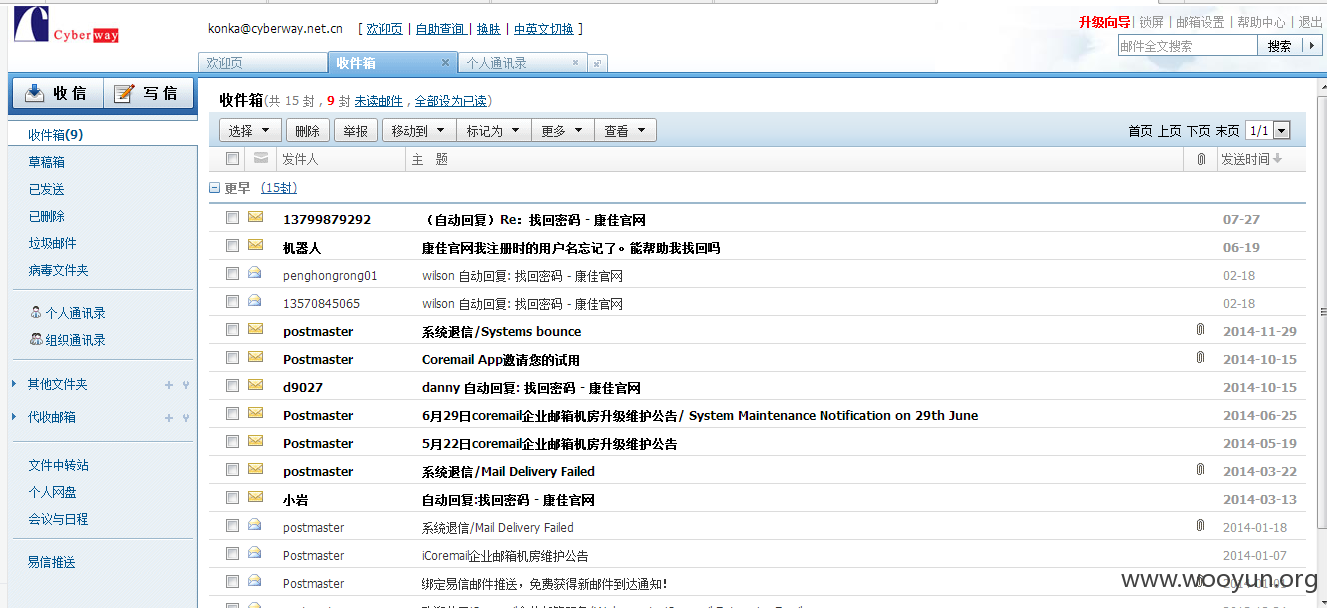 Cyberway
konka@cyberway.net.cn [ 欢迎页 | 自助查询 | 换肤 | 中英文切换 ]
升级向导 | 锁屏 | 邮箱设置 | 帮助中心 | 退出
邮件全文搜索 搜索
欢迎页 收件箱 × 个人通讯录 ×
收信 写信
收件箱(共 15 封,9 封 未读邮件,全部设为已读)
选择 删除 举报 移动到 标记为 更多 查看 首页 上页 下页 末页 1/1
发件人 主 题 发送时间
更早 (15封)
收件箱(9)
草稿箱
已发送
已删除
垃圾邮件
病毒文件夹
个人通讯录
组织通讯录
其他文件夹
代收邮箱
文件中转站
个人网盘
会议与日程
易信推送
13799879292 (自动回复)Re: 找回密码 - 康佳官网 07-27
机器人 康佳官网我注册时的用户名忘记了。能帮助我找回吗 06-19
penghongrong01 wilson 自动回复: 找回密码 - 康佳官网 02-18
13570845065 wilson 自动回复: 找回密码 - 康佳官网 02-18
postmaster 系统退信/Systems bounce 2014-11-29
Postmaster Coremail App邀请您的试用 2014-10-15
d9027 danny 自动回复: 找回密码 - 康佳官网 2014-10-15
Postmaster 6月29日coremail企业邮箱机房升级维护公告/ System Maintenance Notification on 29th June 2014-06-25
Postmaster 5月22日coremail企业邮箱机房升级维护公告 2014-05-19
postmaster 系统退信/Mail Delivery Failed 2014-03-22
小岩 自动回复:找回密码 - 康佳官网 2014-03-13
postmaster 系统退信/Mail Delivery Failed 2014-01-18
Postmaster iCoremail企业邮箱机房维护公告 2014-01-07
Postmaster 绑定易信邮件推送，免费获得新邮件到达通知!
www.wooyun.org